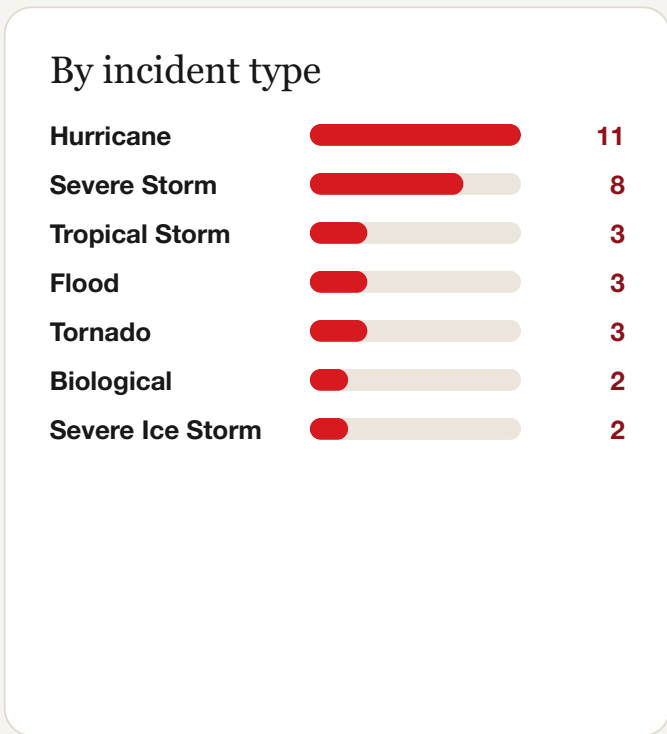 By incident type
Hurricane 11
Severe Storm 8
Tropical Storm 3
Flood 3
Tornado 3
Biological 2
Severe Ice Storm 2